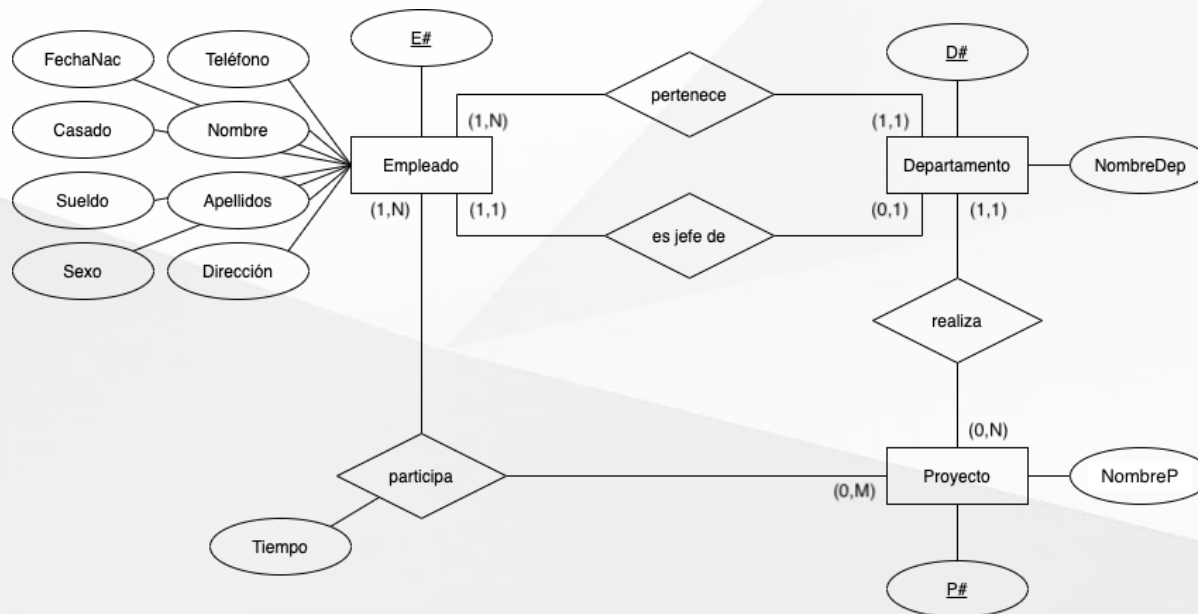 E#
FechaNac
Teléfono
D#
pertenece
Casado
Nombre
(1,N)
(1,1)
Empleado
Departamento
NombreDep
Sueldo
Apellidos
(1,N)
(1,1)
(0,1)
(1,1)
es jefe de
Sexo
Dirección
realiza
(0,N)
participa
Proyecto
NombreP
(0,M)
Tiempo
P#